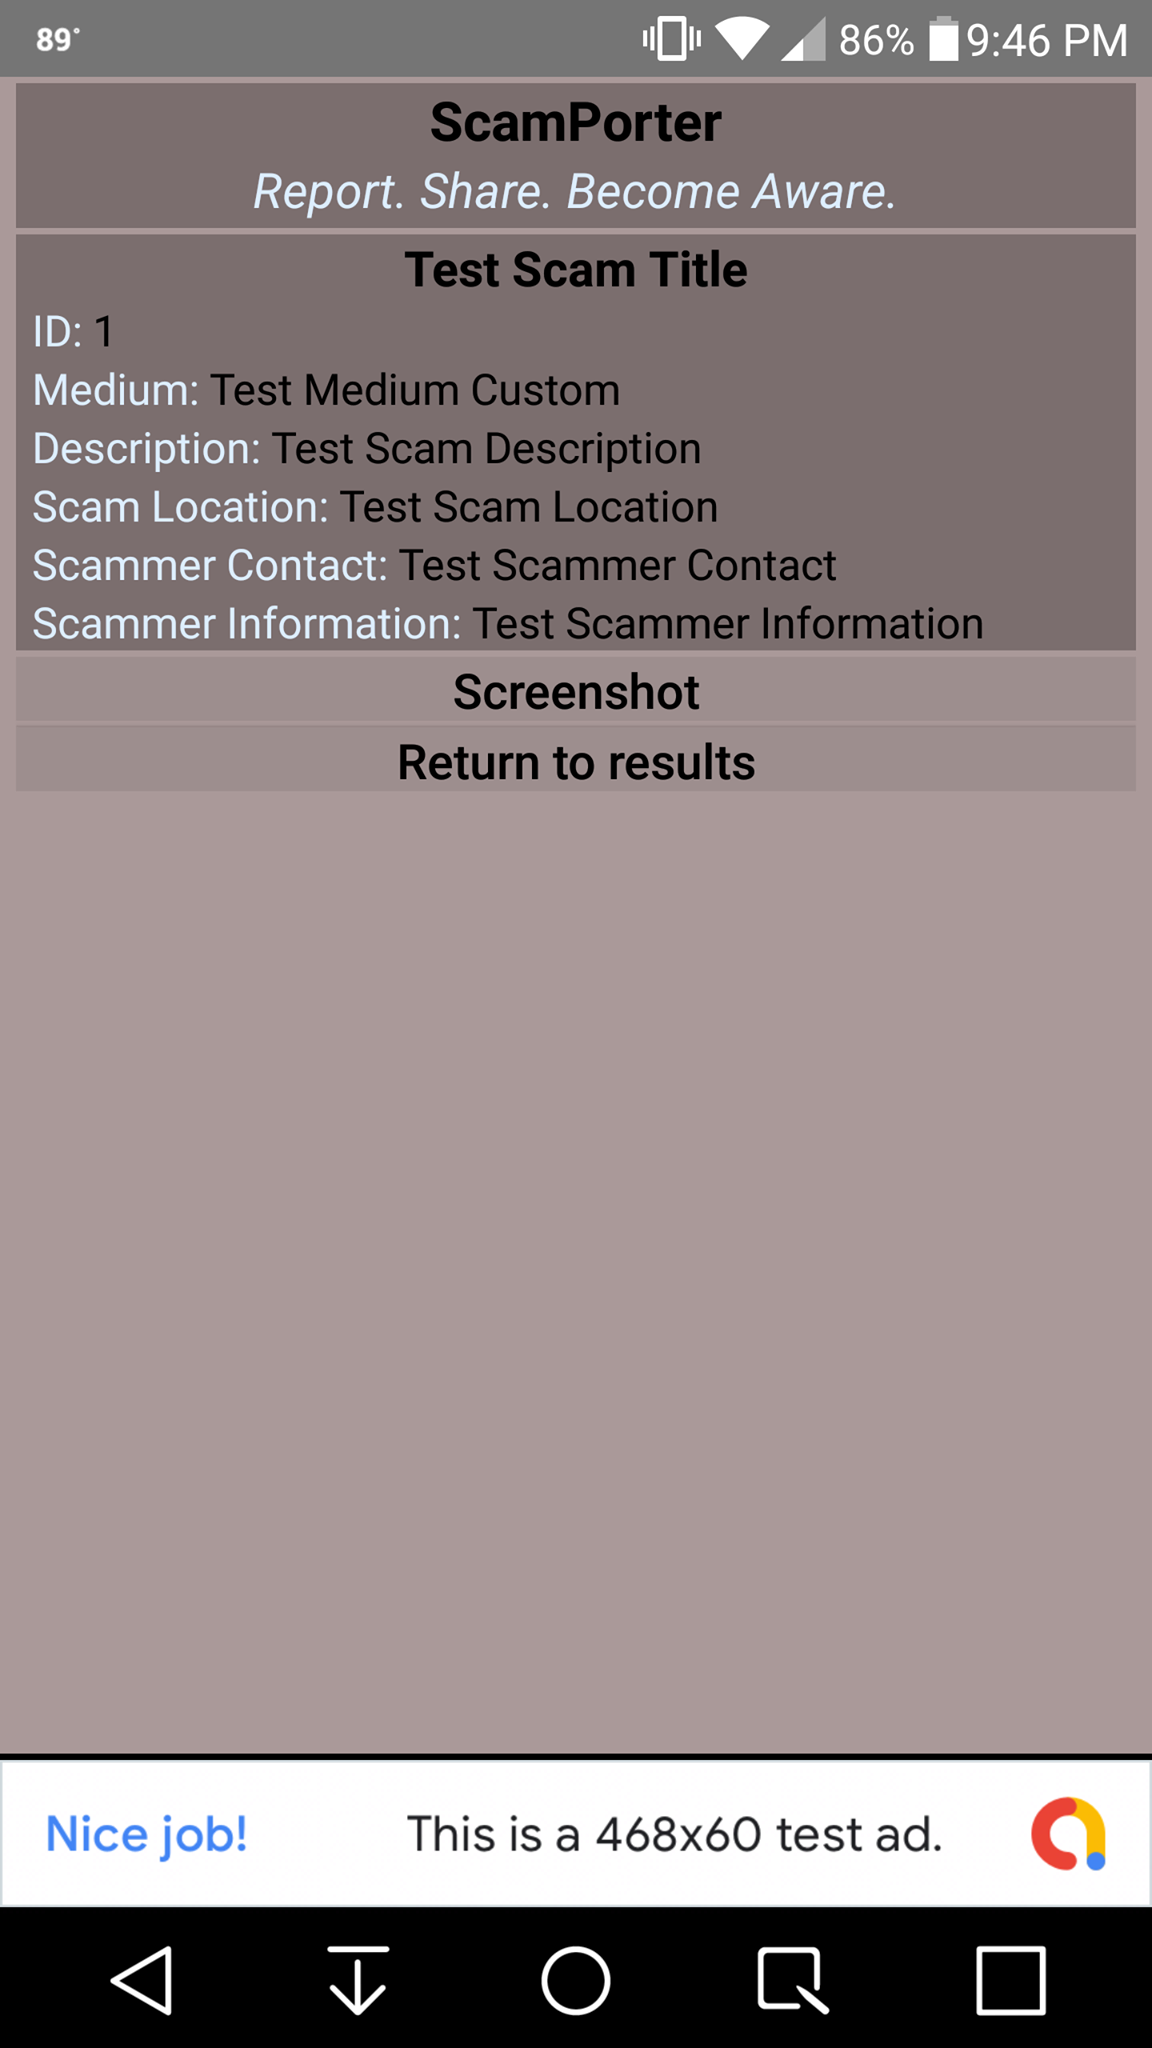 89°
86% 9:46 PM
ScamPorter
Report. Share. Become Aware.
Test Scam Title
ID: 1
Medium: Test Medium Custom
Description: Test Scam Description
Scam Location: Test Scam Location
Scammer Contact: Test Scammer Contact
Scammer Information: Test Scammer Information
Screenshot
Return to results
Nice job! This is a 468x60 test ad.